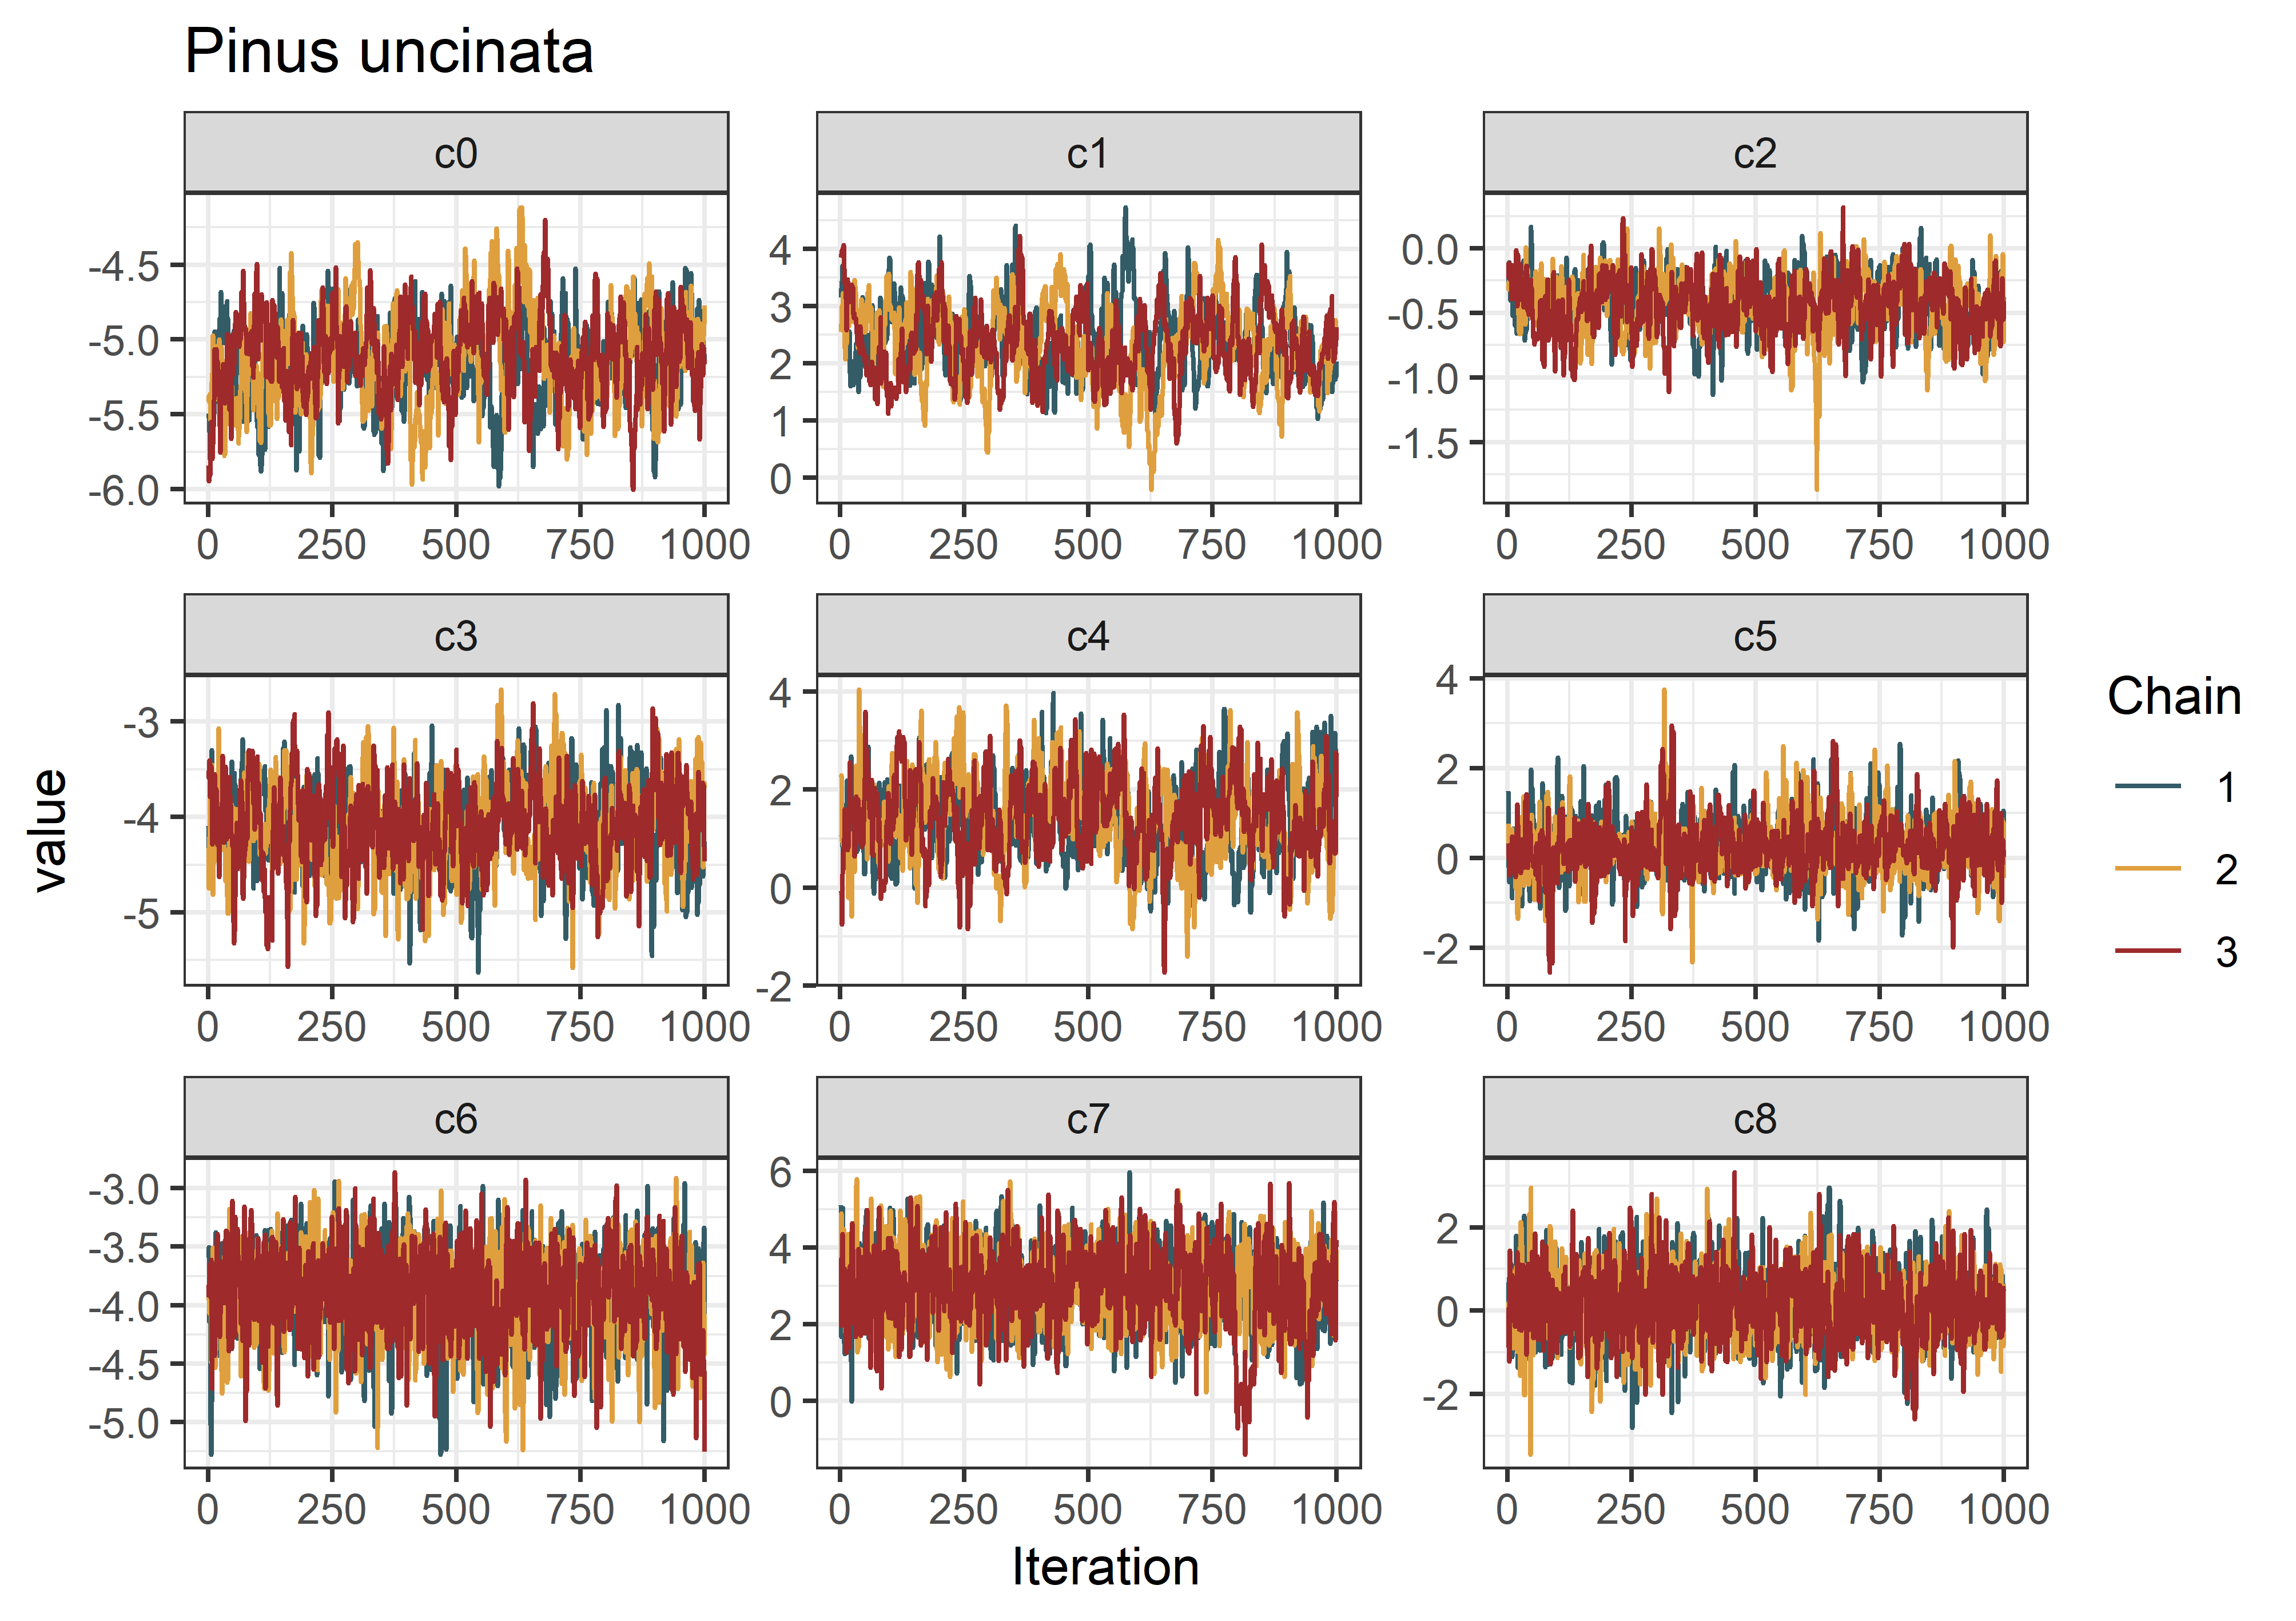 Pinus uncinata
c0 c1 c2
-4.5 -5.0 -5.5 -6.0
4 3 2 1 0
0.0 -0.5 -1.0 -1.5
0 250 500 750 1000 0 250 500 750 1000 0 250 500 750 1000
c3 c4 c5
-3 -4 -5
4 2 0 -2
4 2 0 -2
0 250 500 750 1000 0 250 500 750 1000 0 250 500 750 1000
c6 c7 c8
-3.0 -3.5 -4.0 -4.5 -5.0
6 4 2 0
2 0 -2
0 250 500 750 1000 0 250 500 750 1000 0 250 500 750 1000
Iteration
value
Chain
1
2
3